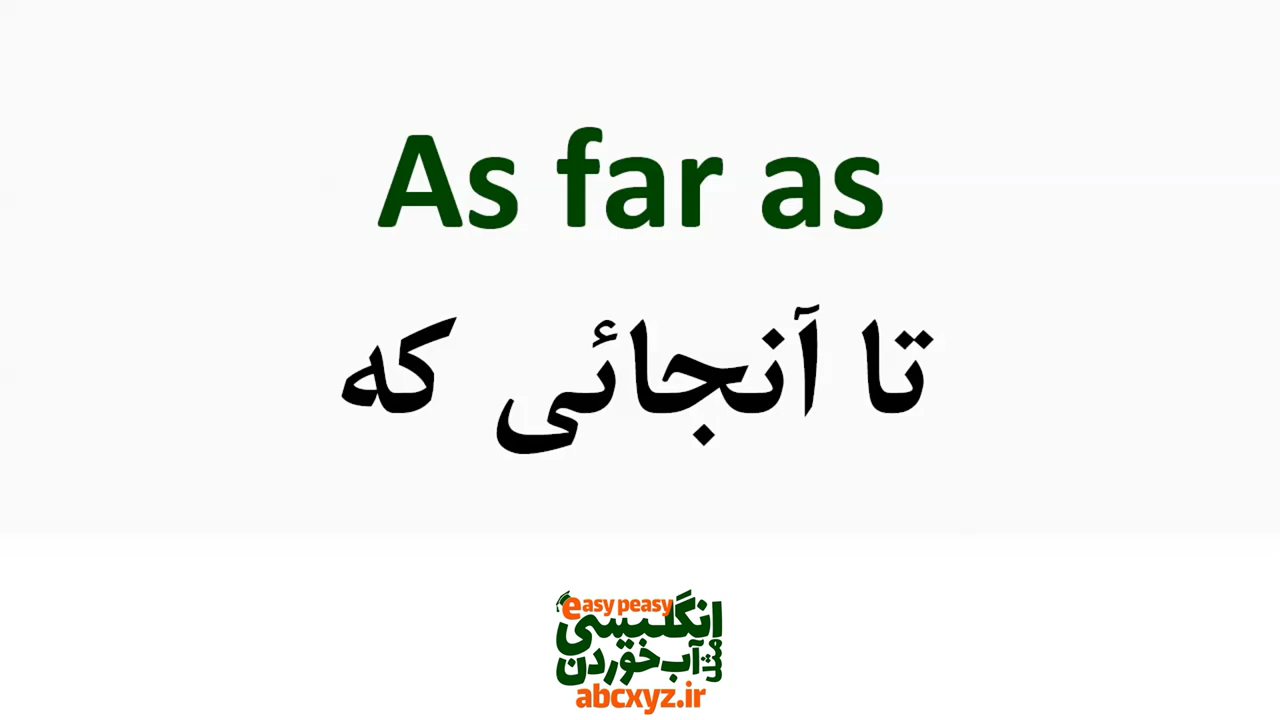 As far as
تا آنجائی که
easy peasy
انگلیسی
مثل آب خوردن
abcxyz.ir